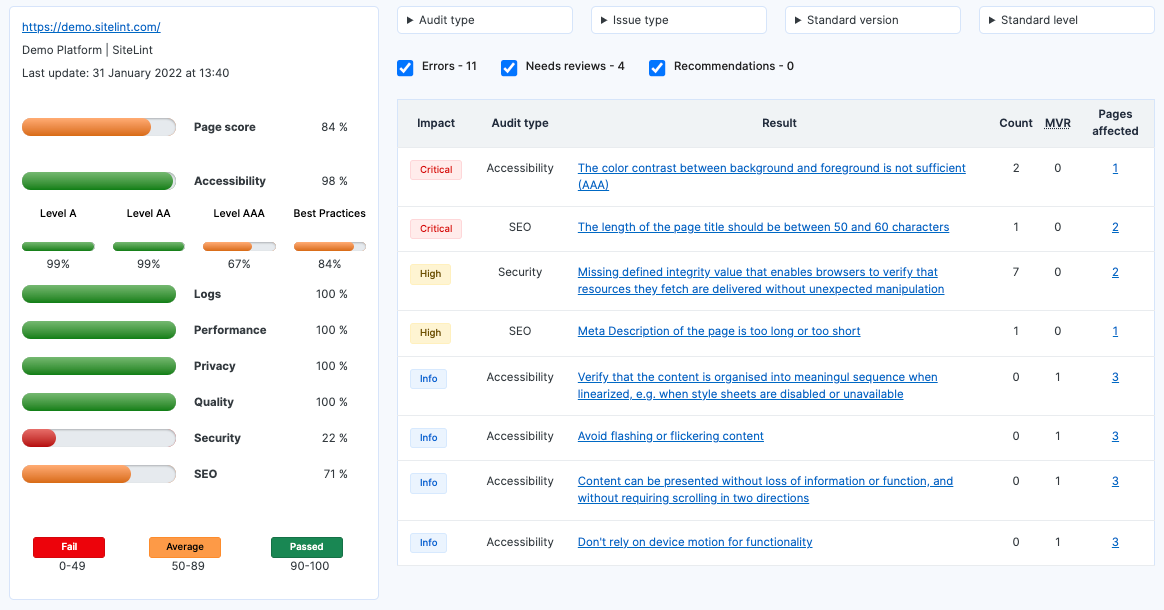 https://demo.sitelint.com/
Demo Platform | SiteLint
Last update: 31 January 2022 at 13:40
Page score 84 %
Accessibility 98 %
Level A Level AA Level AAA Best Practices
99% 99% 67% 84%
Logs 100 %
Performance 100 %
Privacy 100 %
Quality 100 %
Security 22 %
SEO 71 %
Fail Average Passed
0-49 50-89 90-100
Audit type Issue type Standard version Standard level
Errors - 11 Needs reviews - 4 Recommendations - 0
Impact Audit type Result Count MVR Pages
affected
Critical Accessibility The color contrast between background and foreground is not sufficient 2 0 1
(AAA)
Critical SEO The length of the page title should be between 50 and 60 characters 1 0 2
High Security Missing defined integrity value that enables browsers to verify that 7 0 2
resources they fetch are delivered without unexpected manipulation
High SEO Meta Description of the page is too long or too short 1 0 1
Info Accessibility Verify that the content is organised into meaningul sequence when 0 1 3
linearized, e.g. when style sheets are disabled or unavailable
Info Accessibility Avoid flashing or flickering content 0 1 3
Info Accessibility Content can be presented without loss of information or function, and 0 1 3
without requiring scrolling in two directions
Info Accessibility Don't rely on device motion for functionality 0 1 3